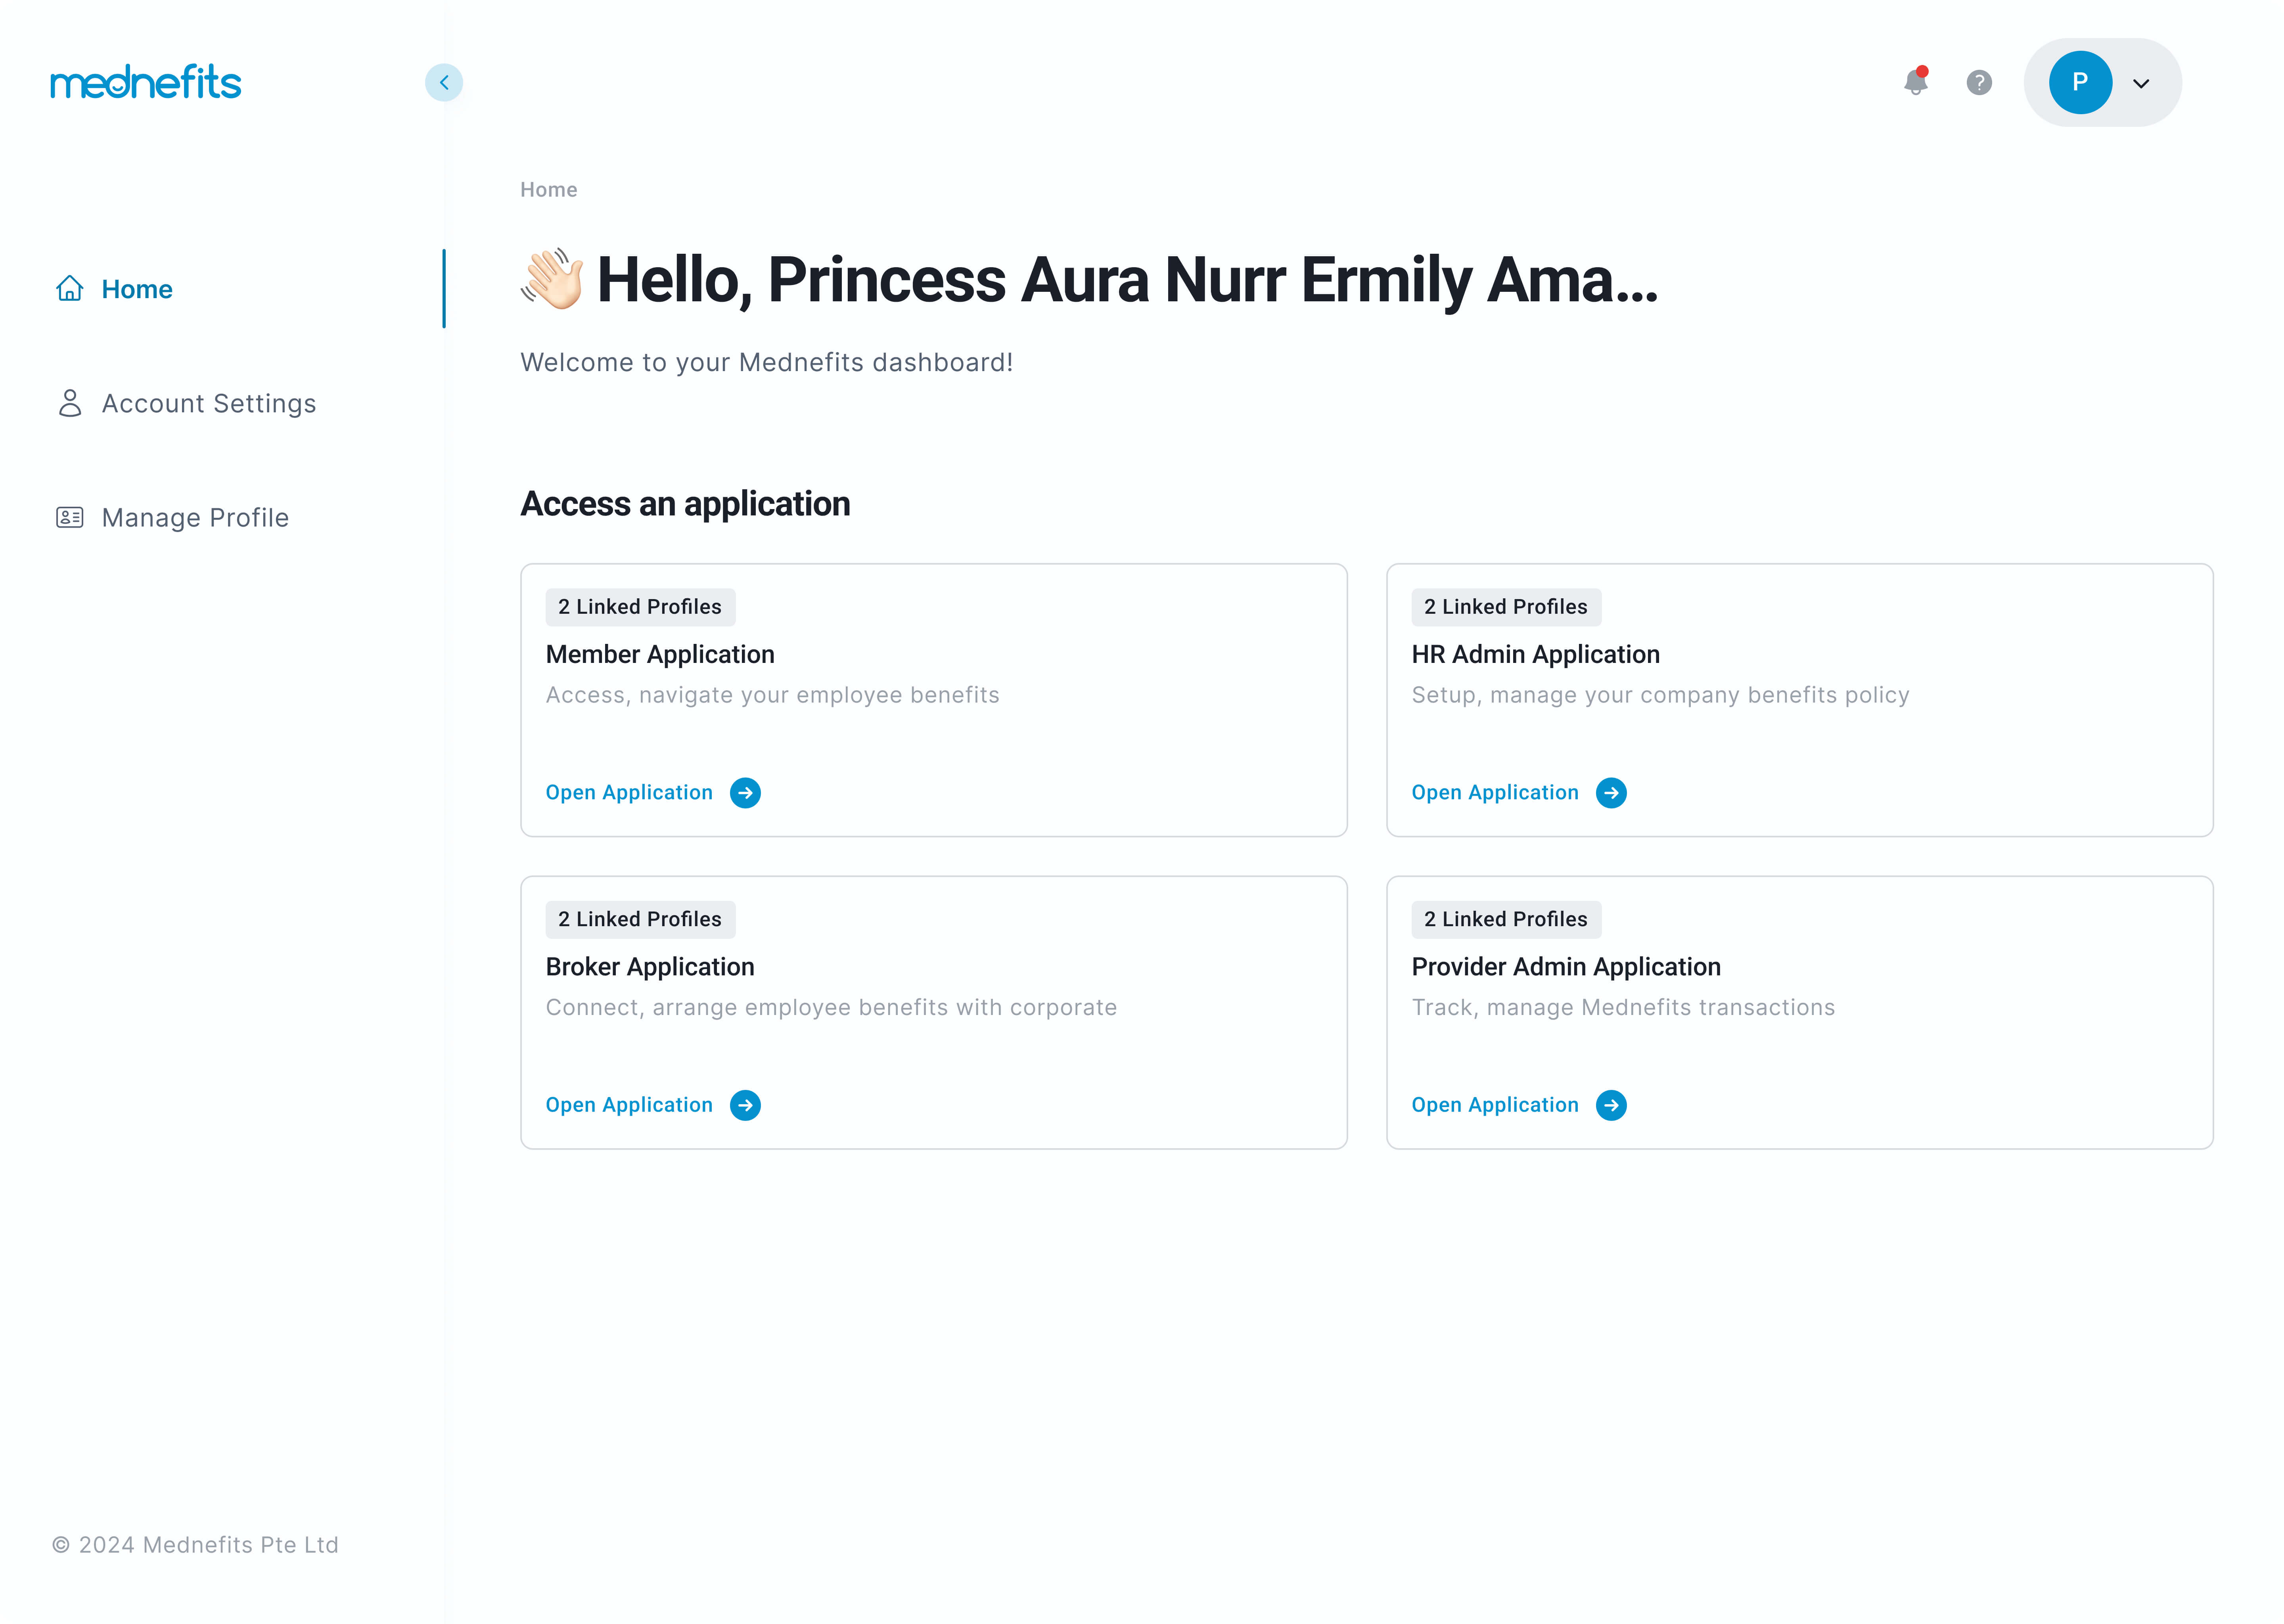 mednefits
P
Home
👋🏻 Hello, Princess Aura Nurr Ermily Ama...
Welcome to your Mednefits dashboard!
Home
Account Settings
Manage Profile
Access an application
2 Linked Profiles
Member Application
Access, navigate your employee benefits
Open Application
2 Linked Profiles
HR Admin Application
Setup, manage your company benefits policy
Open Application
2 Linked Profiles
Broker Application
Connect, arrange employee benefits with corporate
Open Application
2 Linked Profiles
Provider Admin Application
Track, manage Mednefits transactions
Open Application
© 2024 Mednefits Pte Ltd